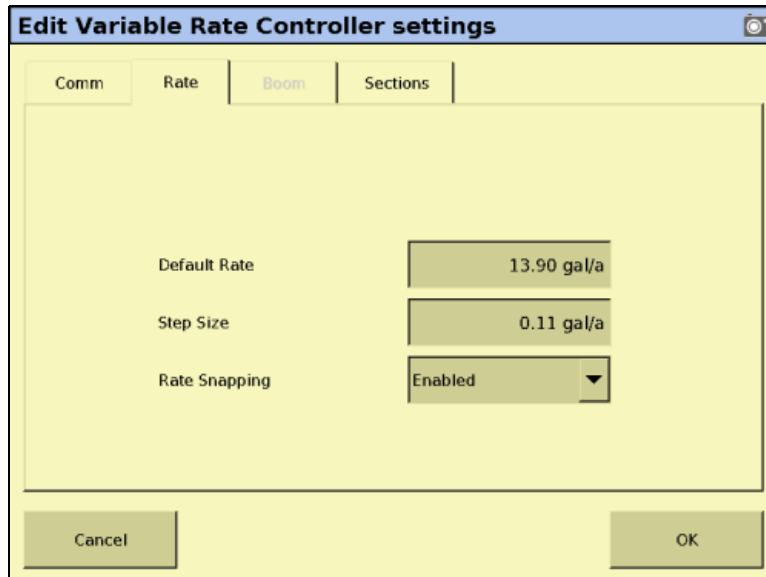 Edit Variable Rate Controller settings
Comm Rate Boom Sections
Default Rate 13.90 gal/a
Step Size 0.11 gal/a
Rate Snapping Enabled
Cancel OK